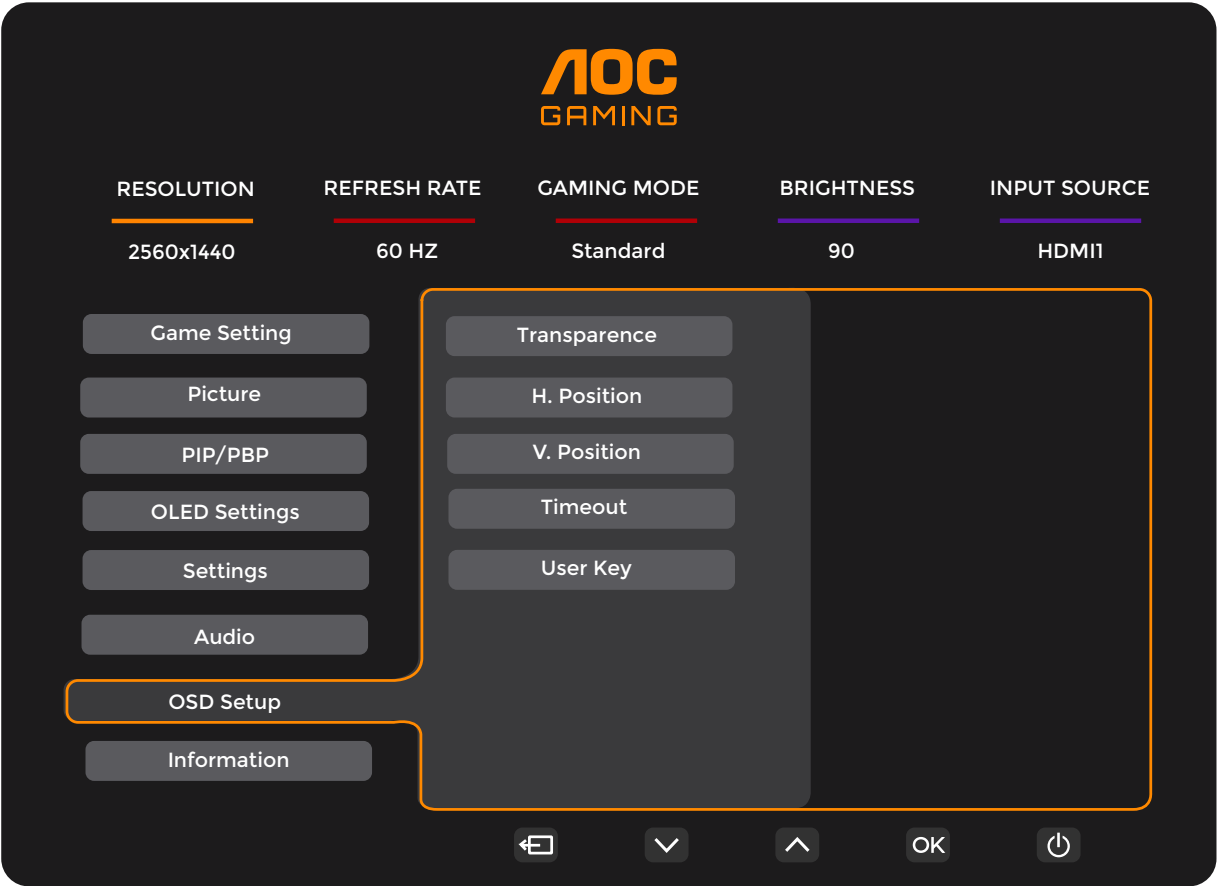 AOC
GAMING
RESOLUTION REFRESH RATE GAMING MODE BRIGHTNESS INPUT SOURCE
2560x1440 60 HZ Standard 90 HDMI1
Game Setting
Picture
PIP/PBP
OLED Settings
Settings
Audio
OSD Setup
Information
Transparence
H. Position
V. Position
Timeout
User Key
OK